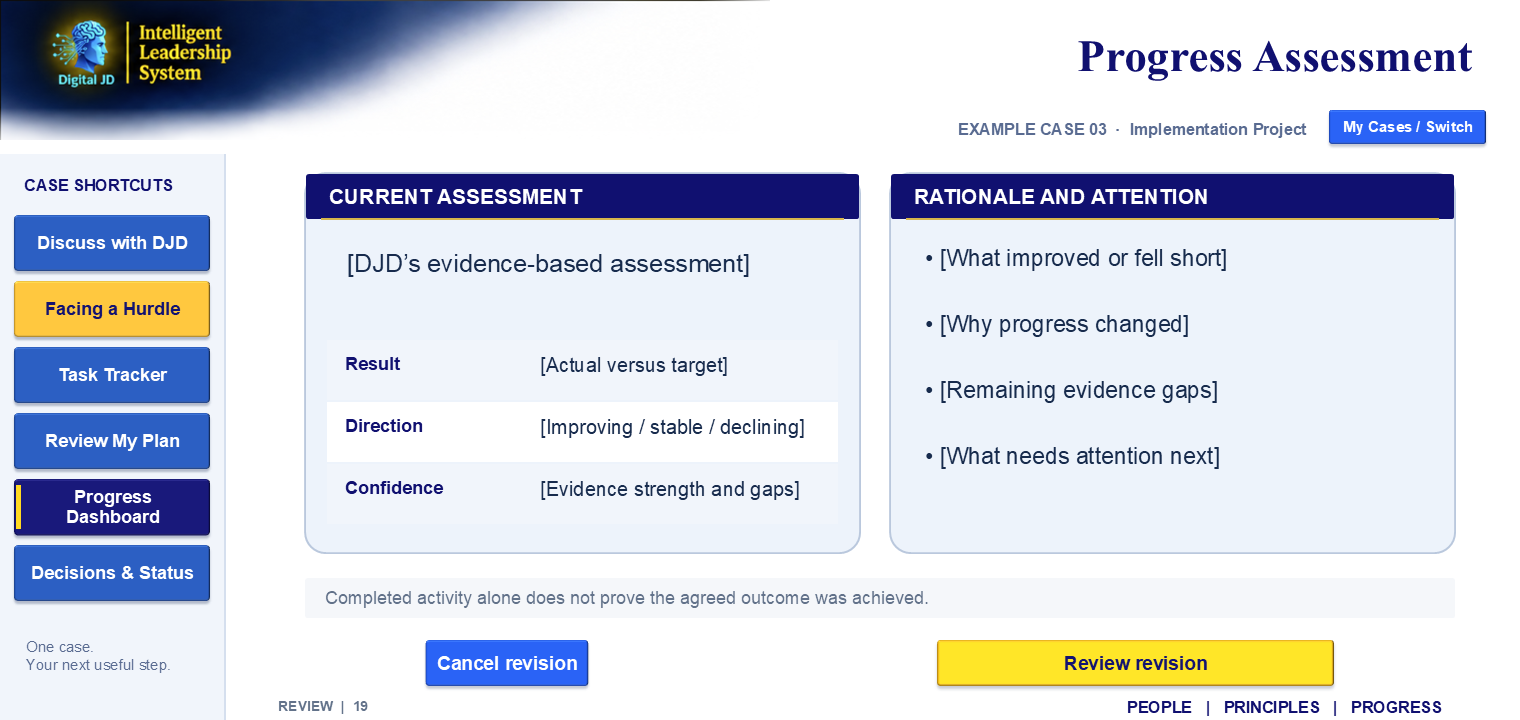 Intelligent
Leadership
System
Digital JD
Progress Assessment
EXAMPLE CASE 03 · Implementation Project
My Cases / Switch
CASE SHORTCUTS
Discuss with DJD
Facing a Hurdle
Task Tracker
Review My Plan
Progress
Dashboard
Decisions & Status
One case.
Your next useful step.
CURRENT ASSESSMENT
[DJD’s evidence-based assessment]
Result [Actual versus target]
Direction [Improving / stable / declining]
Confidence [Evidence strength and gaps]
RATIONALE AND ATTENTION
• [What improved or fell short]
• [Why progress changed]
• [Remaining evidence gaps]
• [What needs attention next]
Completed activity alone does not prove the agreed outcome was achieved.
Cancel revision
Review revision
REVIEW | 19
PEOPLE | PRINCIPLES | PROGRESS